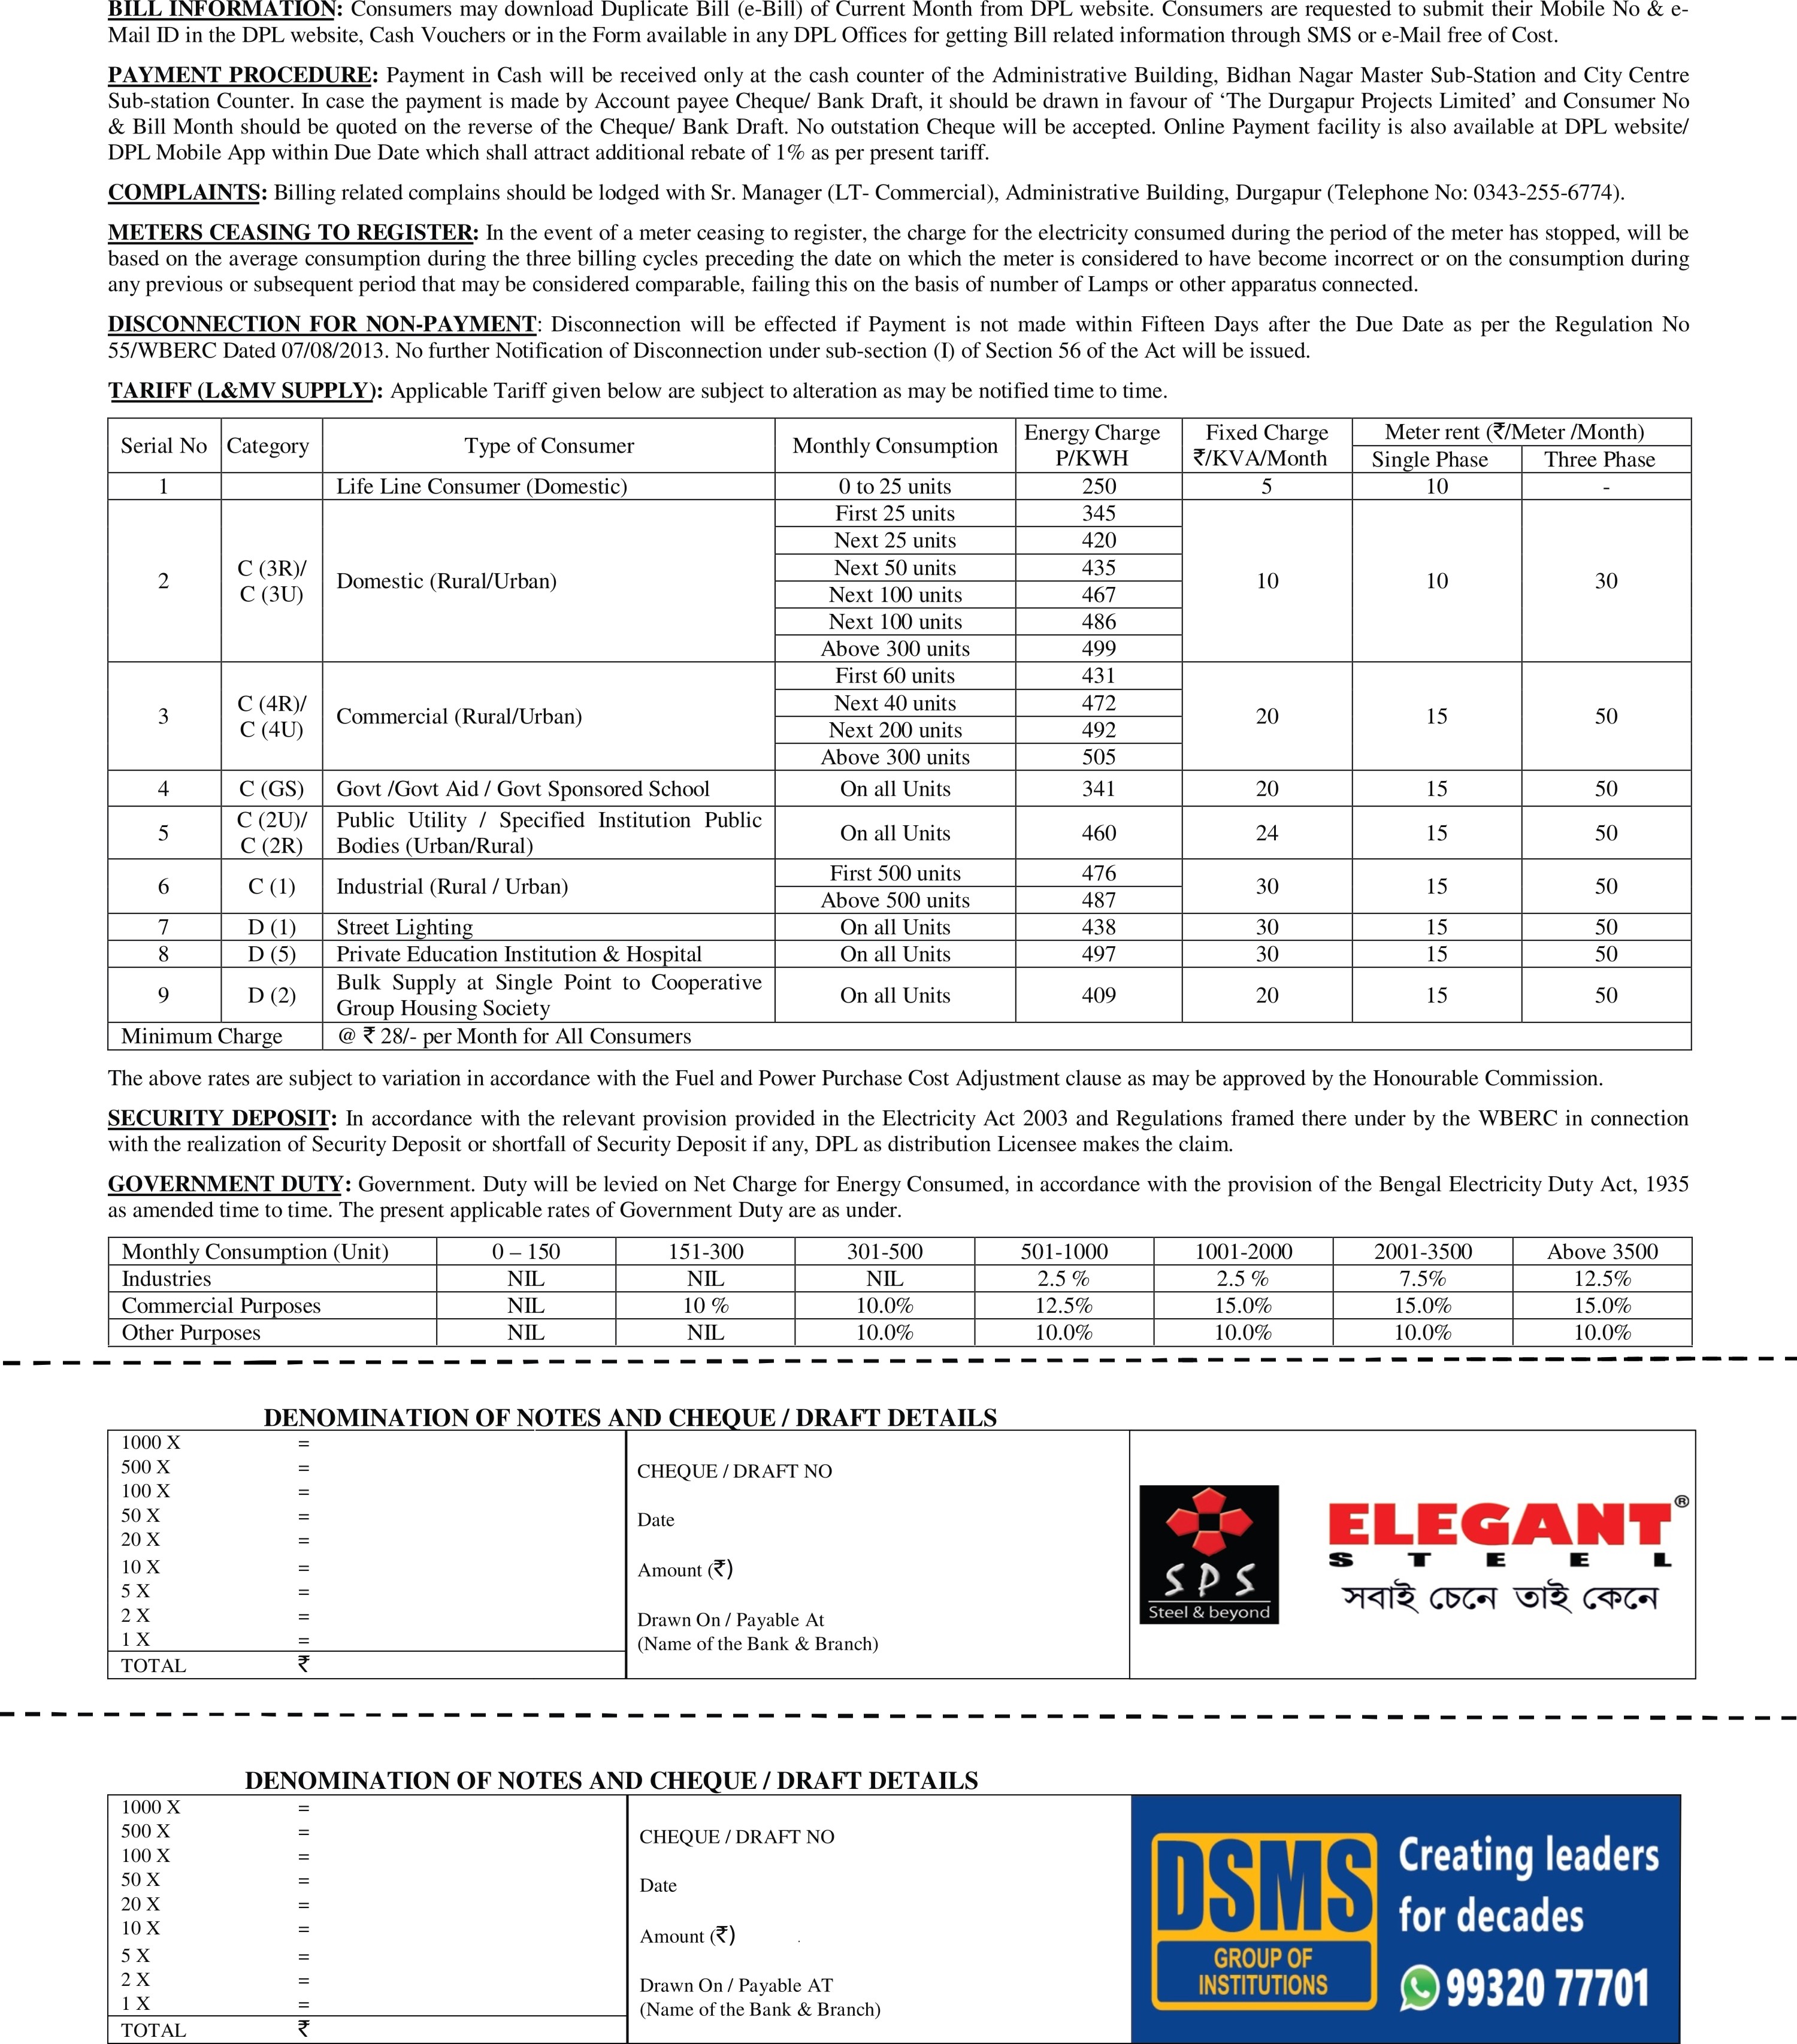 BILL INFORMATION: Consumers may download Duplicate Bill (e-Bill) of Current Month from DPL website. Consumers are requested to submit their Mobile No & e-
Mail ID in the DPL website, Cash Vouchers or in the Form available in any DPL Offices for getting Bill related information through SMS or e-Mail free of Cost.
PAYMENT PROCEDURE: Payment in Cash will be received only at the cash counter of the Administrative Building, Bidhan Nagar Master Sub-Station and City Centre
Sub-station Counter. In case the payment is made by Account payee Cheque/ Bank Draft, it should be drawn in favour of ‘The Durgapur Projects Limited’ and Consumer No
& Bill Month should be quoted on the reverse of the Cheque/ Bank Draft. No outstation Cheque will be accepted. Online Payment facility is also available at DPL website/
DPL Mobile App within Due Date which shall attract additional rebate of 1% as per present tariff.
COMPLAINTS: Billing related complains should be lodged with Sr. Manager (LT- Commercial), Administrative Building, Durgapur (Telephone No: 0343-255-6774).
METERS CEASING TO REGISTER: In the event of a meter ceasing to register, the charge for the electricity consumed during the period of the meter has stopped, will be
based on the average consumption during the three billing cycles preceding the date on which the meter is considered to have become incorrect or on the consumption during
any previous or subsequent period that may be considered comparable, failing this on the basis of number of Lamps or other apparatus connected.
DISCONNECTION FOR NON-PAYMENT: Disconnection will be effected if Payment is not made within Fifteen Days after the Due Date as per the Regulation No
55/WBERC Dated 07/08/2013. No further Notification of Disconnection under sub-section (I) of Section 56 of the Act will be issued.
TARIFF (L&MV SUPPLY): Applicable Tariff given below are subject to alteration as may be notified time to time.
Serial No Category Type of Consumer Monthly Consumption Energy Charge P/KWH Fixed Charge ₹/KVA/Month Meter rent (₹/Meter /Month)
Single Phase Three Phase
1 Life Line Consumer (Domestic) 0 to 25 units 250 5 10 -
2 C (3R)/ C (3U) Domestic (Rural/Urban) First 25 units 345 10 10 30
Next 25 units 420
Next 50 units 435
Next 100 units 467
Next 100 units 486
Above 300 units 499
3 C (4R)/ C (4U) Commercial (Rural/Urban) First 60 units 431 20 15 50
Next 40 units 472
Next 200 units 492
Above 300 units 505
4 C (GS) Govt /Govt Aid / Govt Sponsored School On all Units 341 20 15 50
5 C (2U)/ C (2R) Public Utility / Specified Institution Public Bodies (Urban/Rural) On all Units 460 24 15 50
6 C (1) Industrial (Rural / Urban) First 500 units 476 30 15 50
Above 500 units 487
7 D (1) Street Lighting On all Units 438 30 15 50
8 D (5) Private Education Institution & Hospital On all Units 497 30 15 50
9 D (2) Bulk Supply at Single Point to Cooperative Group Housing Society On all Units 409 20 15 50
Minimum Charge @ ₹ 28/- per Month for All Consumers
The above rates are subject to variation in accordance with the Fuel and Power Purchase Cost Adjustment clause as may be approved by the Honourable Commission.
SECURITY DEPOSIT: In accordance with the relevant provision provided in the Electricity Act 2003 and Regulations framed there under by the WBERC in connection
with the realization of Security Deposit or shortfall of Security Deposit if any, DPL as distribution Licensee makes the claim.
GOVERNMENT DUTY: Government. Duty will be levied on Net Charge for Energy Consumed, in accordance with the provision of the Bengal Electricity Duty Act, 1935
as amended time to time. The present applicable rates of Government Duty are as under.
Monthly Consumption (Unit) 0 – 150 151-300 301-500 501-1000 1001-2000 2001-3500 Above 3500
Industries NIL NIL NIL 2.5 % 2.5 % 7.5% 12.5%
Commercial Purposes NIL 10 % 10.0% 12.5% 15.0% 15.0% 15.0%
Other Purposes NIL NIL 10.0% 10.0% 10.0% 10.0% 10.0%
DENOMINATION OF NOTES AND CHEQUE / DRAFT DETAILS
1000 X =
500 X =
100 X =
50 X =
20 X =
10 X =
5 X =
2 X =
1 X =
TOTAL ₹
CHEQUE / DRAFT NO
Date
Amount (₹)
Drawn On / Payable At
(Name of the Bank & Branch)
SPS
Steel & beyond
ELEGANT®
STEEL
সবাই চেনে তাই কেনে
DENOMINATION OF NOTES AND CHEQUE / DRAFT DETAILS
1000 X =
500 X =
100 X =
50 X =
20 X =
10 X =
5 X =
2 X =
1 X =
TOTAL ₹
CHEQUE / DRAFT NO
Date
Amount (₹)
Drawn On / Payable AT
(Name of the Bank & Branch)
DSMS
GROUP OF
INSTITUTIONS
Creating leaders
for decades
99320 77701